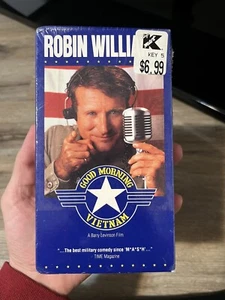 ROBIN WILLI
K
KEY 5
$6.99
GOOD MORNING
VIETNAM
A Barry Levinson Film
"...The best military comedy since 'M*A*S*H'..."
TIME Magazine